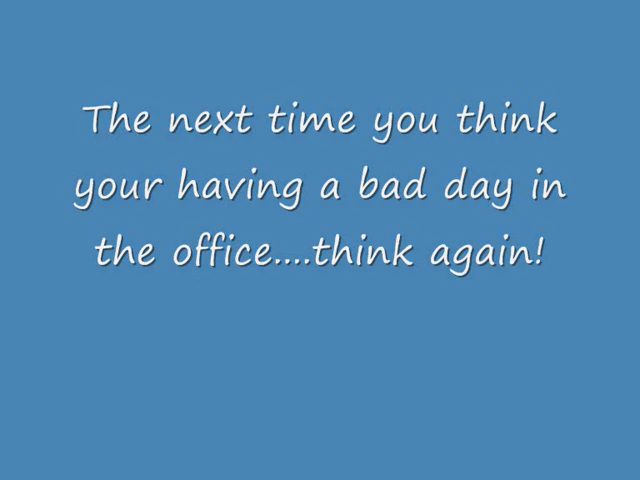 The next time you think
your having a bad day in
the office....think again!